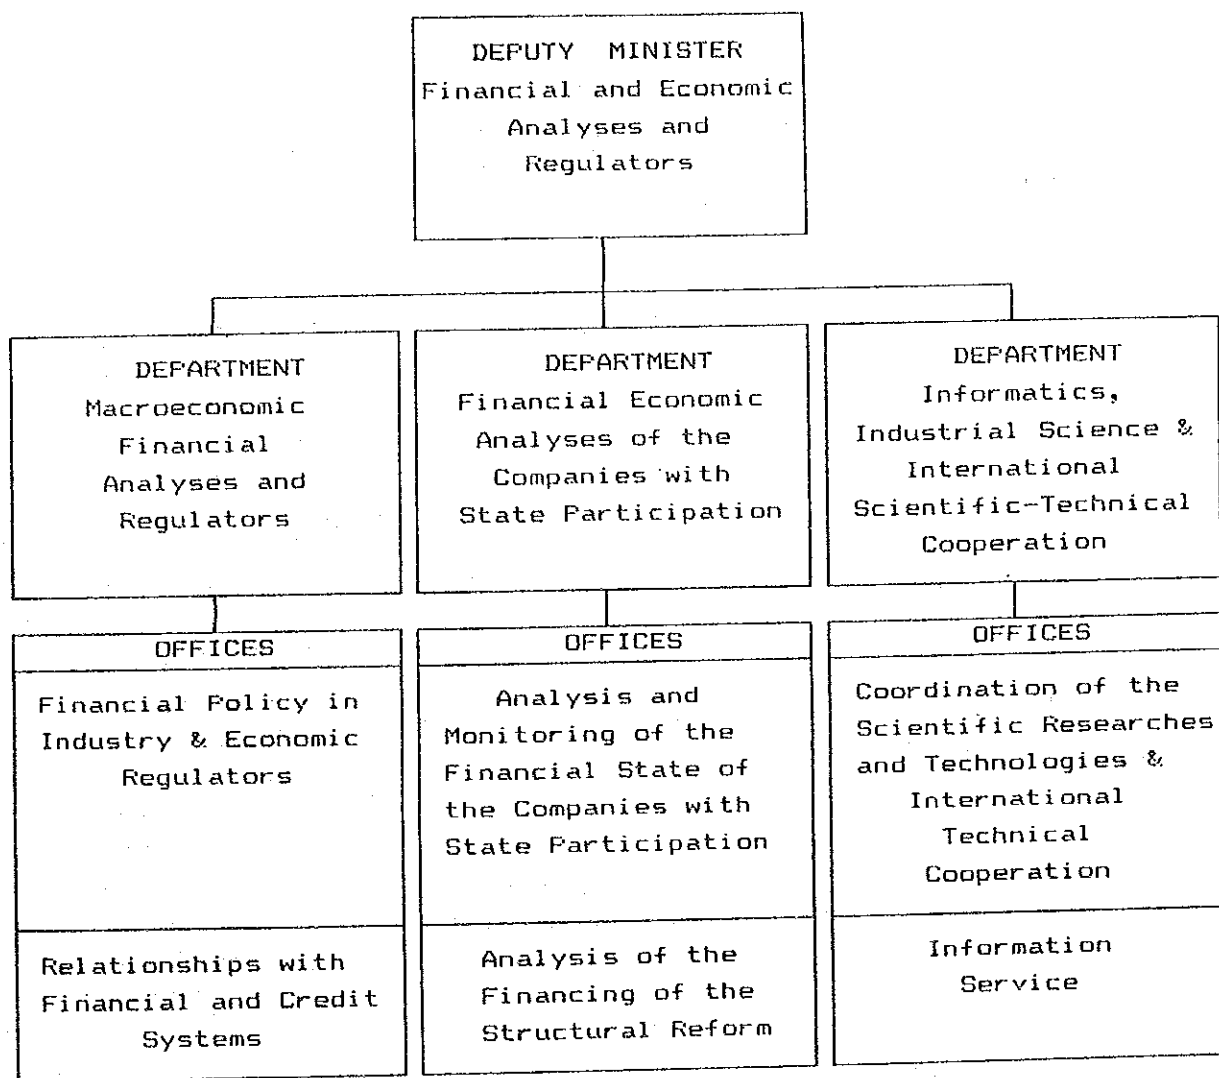 DEPUTY MINISTER
Financial and Economic
Analyses and
Regulators
DEPARTMENT
Macroeconomic
Financial
Analyses and
Regulators
DEPARTMENT
Financial Economic
Analyses of the
Companies with
State Participation
DEPARTMENT
Informatics,
Industrial Science &
International
Scientific-Technical
Cooperation
OFFICES
Financial Policy in
Industry & Economic
Regulators
Relationships with
Financial and Credit
Systems
OFFICES
Analysis and
Monitoring of the
Financial State of
the Companies with
State Participation
Analysis of the
Financing of the
Structural Reform
OFFICES
Coordination of the
Scientific Researches
and Technologies &
International
Technical
Cooperation
Information
Service